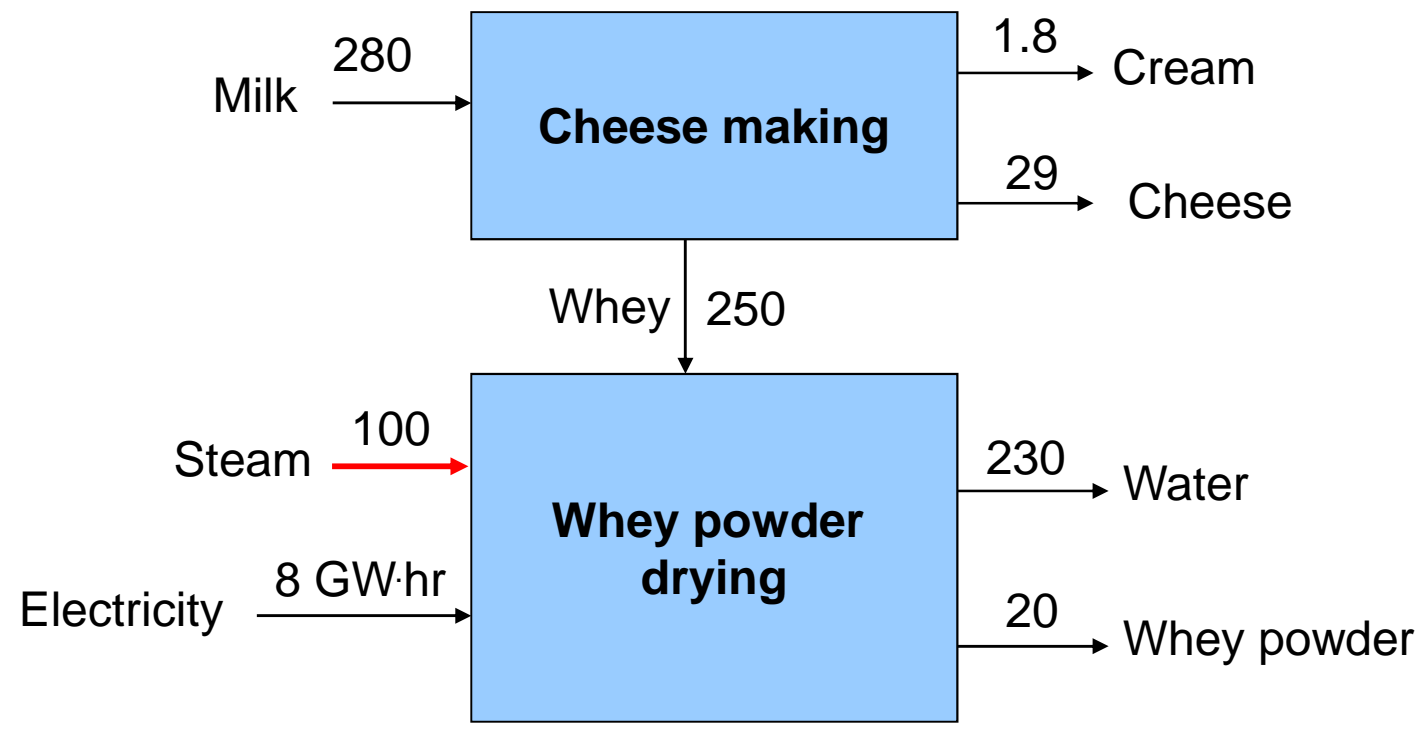 280
Milk
Cheese making
1.8
Cream
29
Cheese
Whey
250
100
Steam
8 GW·hr
Electricity
Whey powder
drying
230
Water
20
Whey powder